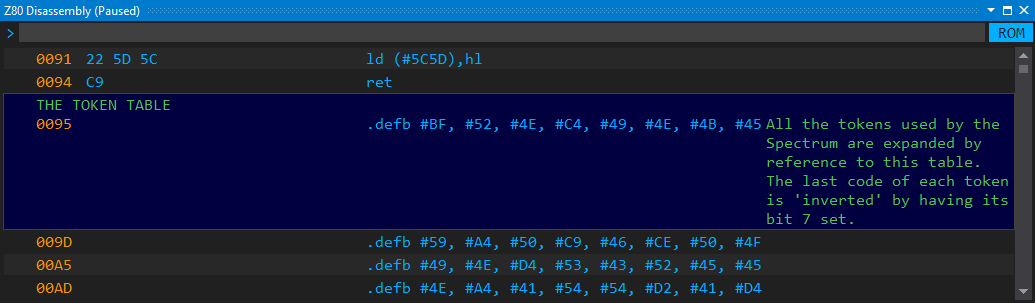 Z80 Disassembly (Paused)
> ROM
0091 22 5D 5C ld (#5C5D),hl
0094 C9 ret
THE TOKEN TABLE
0095 .defb #BF, #52, #4E, #C4, #49, #4E, #4B, #45 All the tokens used by the
Spectrum are expanded by
reference to this table.
The last code of each token
is 'inverted' by having its
bit 7 set.
009D .defb #59, #A4, #50, #C9, #46, #CE, #50, #4F
00A5 .defb #49, #4E, #D4, #53, #43, #52, #45, #45
00AD .defb #4E, #A4, #41, #54, #54, #D2, #41, #D4